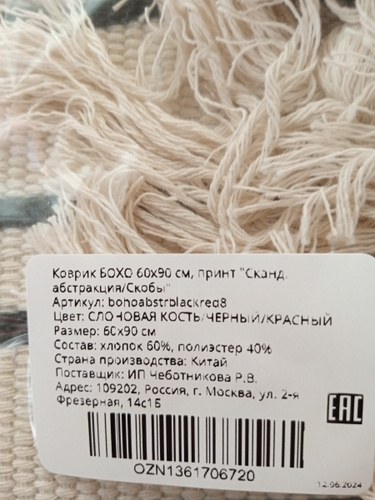 Коврик БОХО 60х90 см, принт "Сканд.
абстракция/Скобы"
Артикул: bohoabstrblackred8
Цвет: СЛОНОВАЯ КОСТЬ/ЧЕРНЫЙ/КРАСНЫЙ
Размер: 60х90 см
Состав: хлопок 60%, полиэстер 40%
Страна производства: Китай
Поставщик: ИП Чеботникова Р.В.
Адрес: 109202, Россия, г. Москва, ул. 2-я
Фрезерная, 14с1Б
EAC
OZN1361706720
12.06.2024